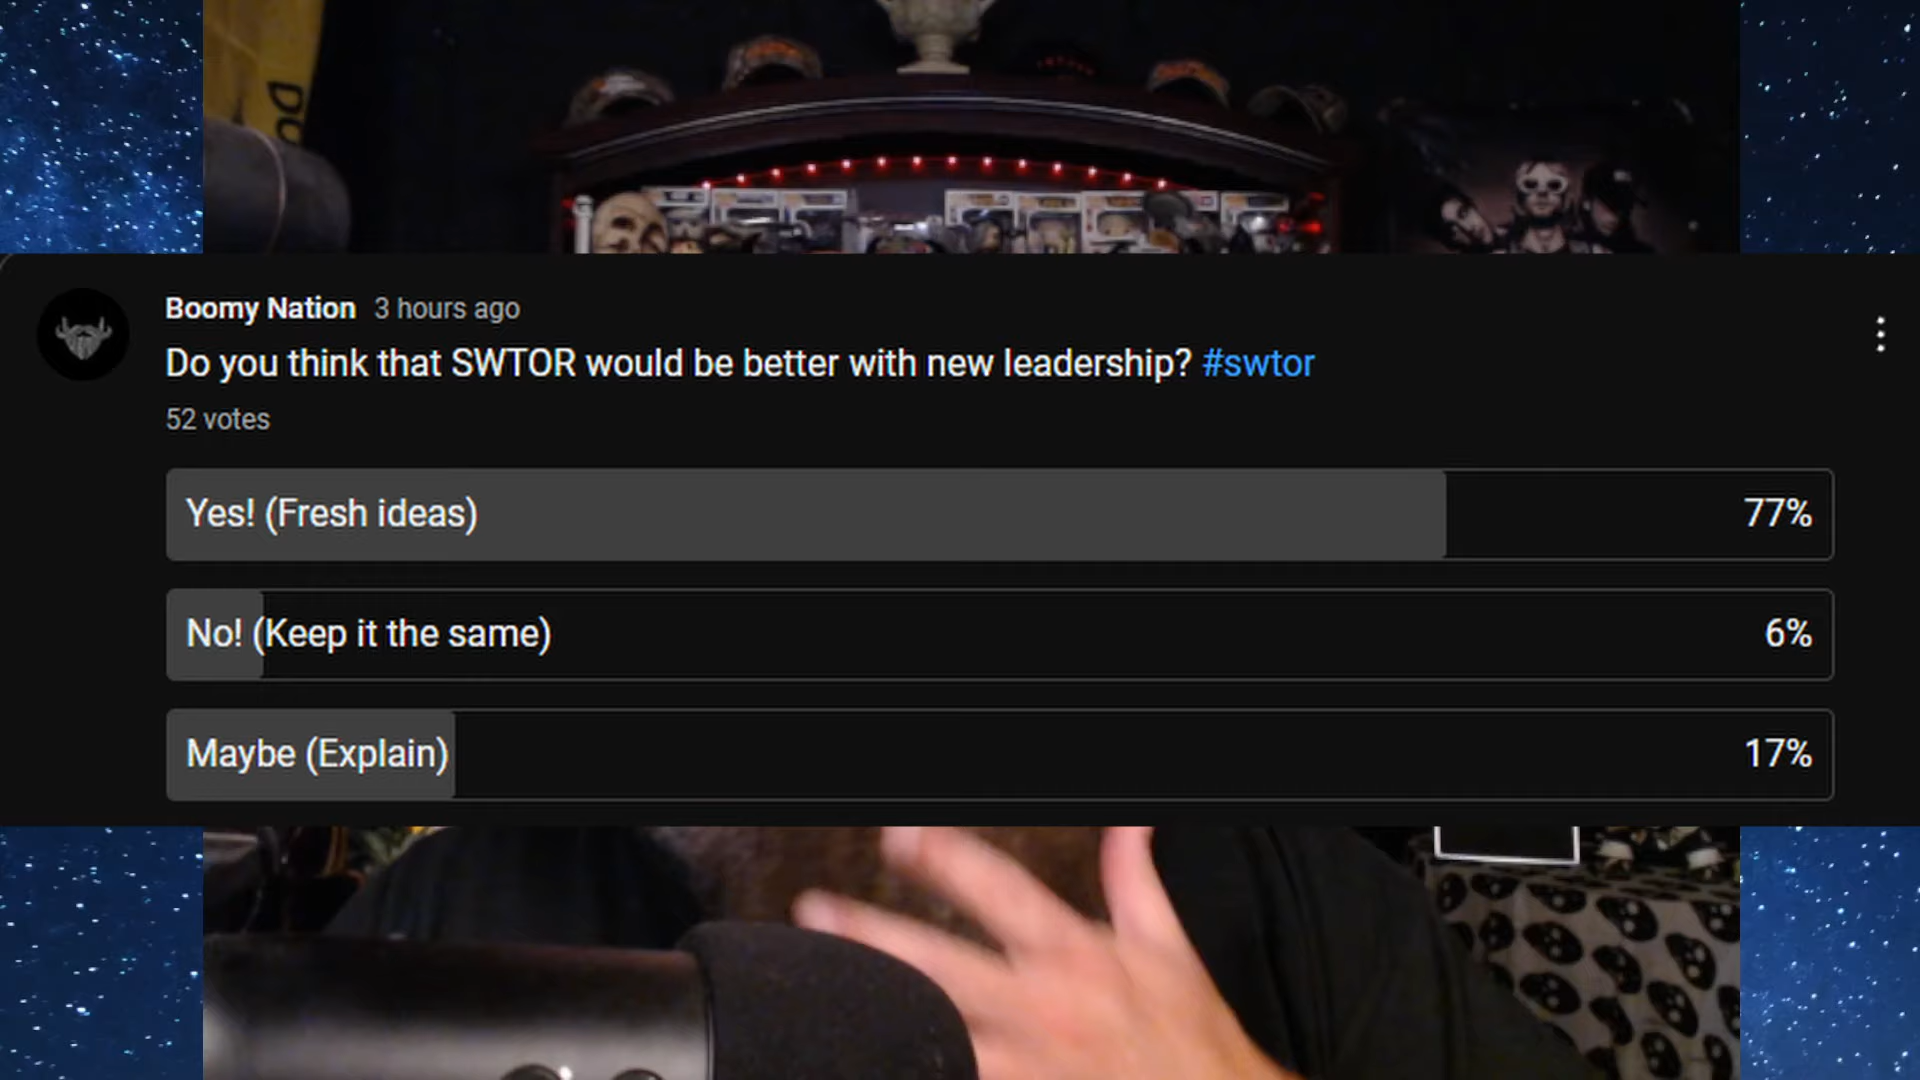 Boomy Nation 3 hours ago
Do you think that SWTOR would be better with new leadership? #swtor
52 votes
Yes! (Fresh ideas) 77%
No! (Keep it the same) 6%
Maybe (Explain) 17%